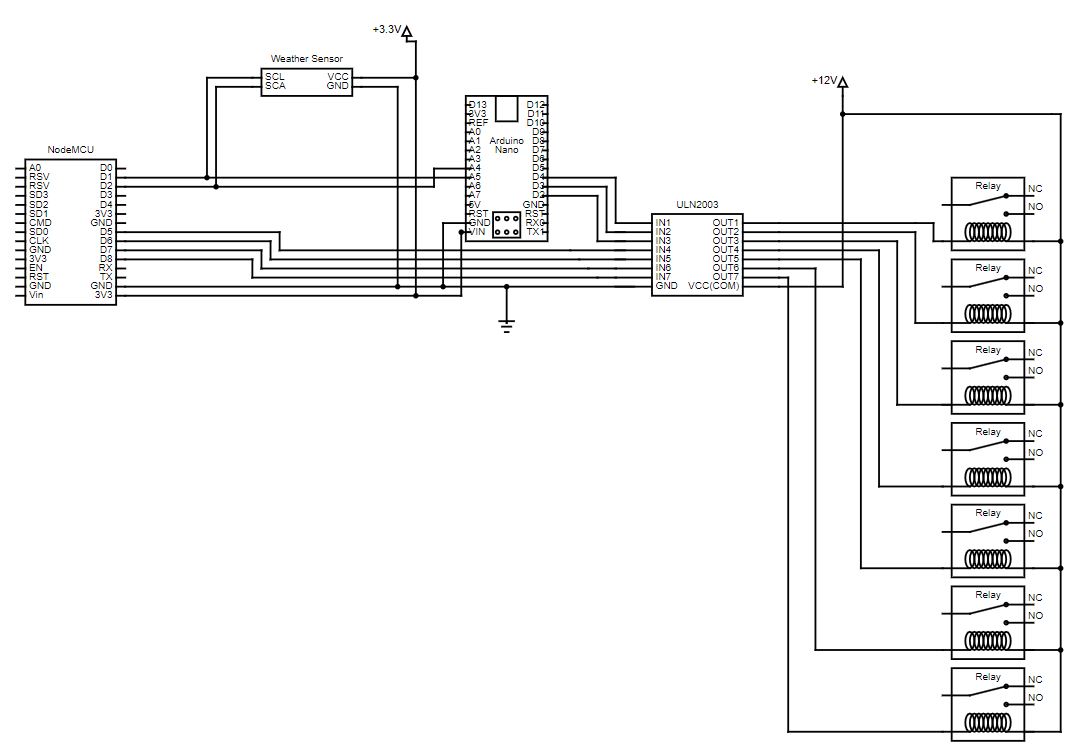 +3.3V
Weather Sensor
SCL VCC
SCA GND
+12V
NodeMCU
A0 D0
RSV D1
RSV D2
SD3 D3
SD2 D4
SD1 3V3
CMD GND
SD0 D5
CLK D6
GND D7
3V3 D8
EN RX
RST TX
GND GND
Vin 3V3
Arduino
Nano
D13 D12
3V3 D11
REF D10
A0 D9
A1 D8
A2 D7
A3 D6
A4 D5
A5 D4
A6 D3
A7 D2
5V GND
RST RST
GND RX0
VIN TX1
ULN2003
IN1 OUT1
IN2 OUT2
IN3 OUT3
IN4 OUT4
IN5 OUT5
IN6 OUT6
IN7 OUT7
GND VCC(COM)
Relay
NC
NO
Relay
NC
NO
Relay
NC
NO
Relay
NC
NO
Relay
NC
NO
Relay
NC
NO
Relay
NC
NO